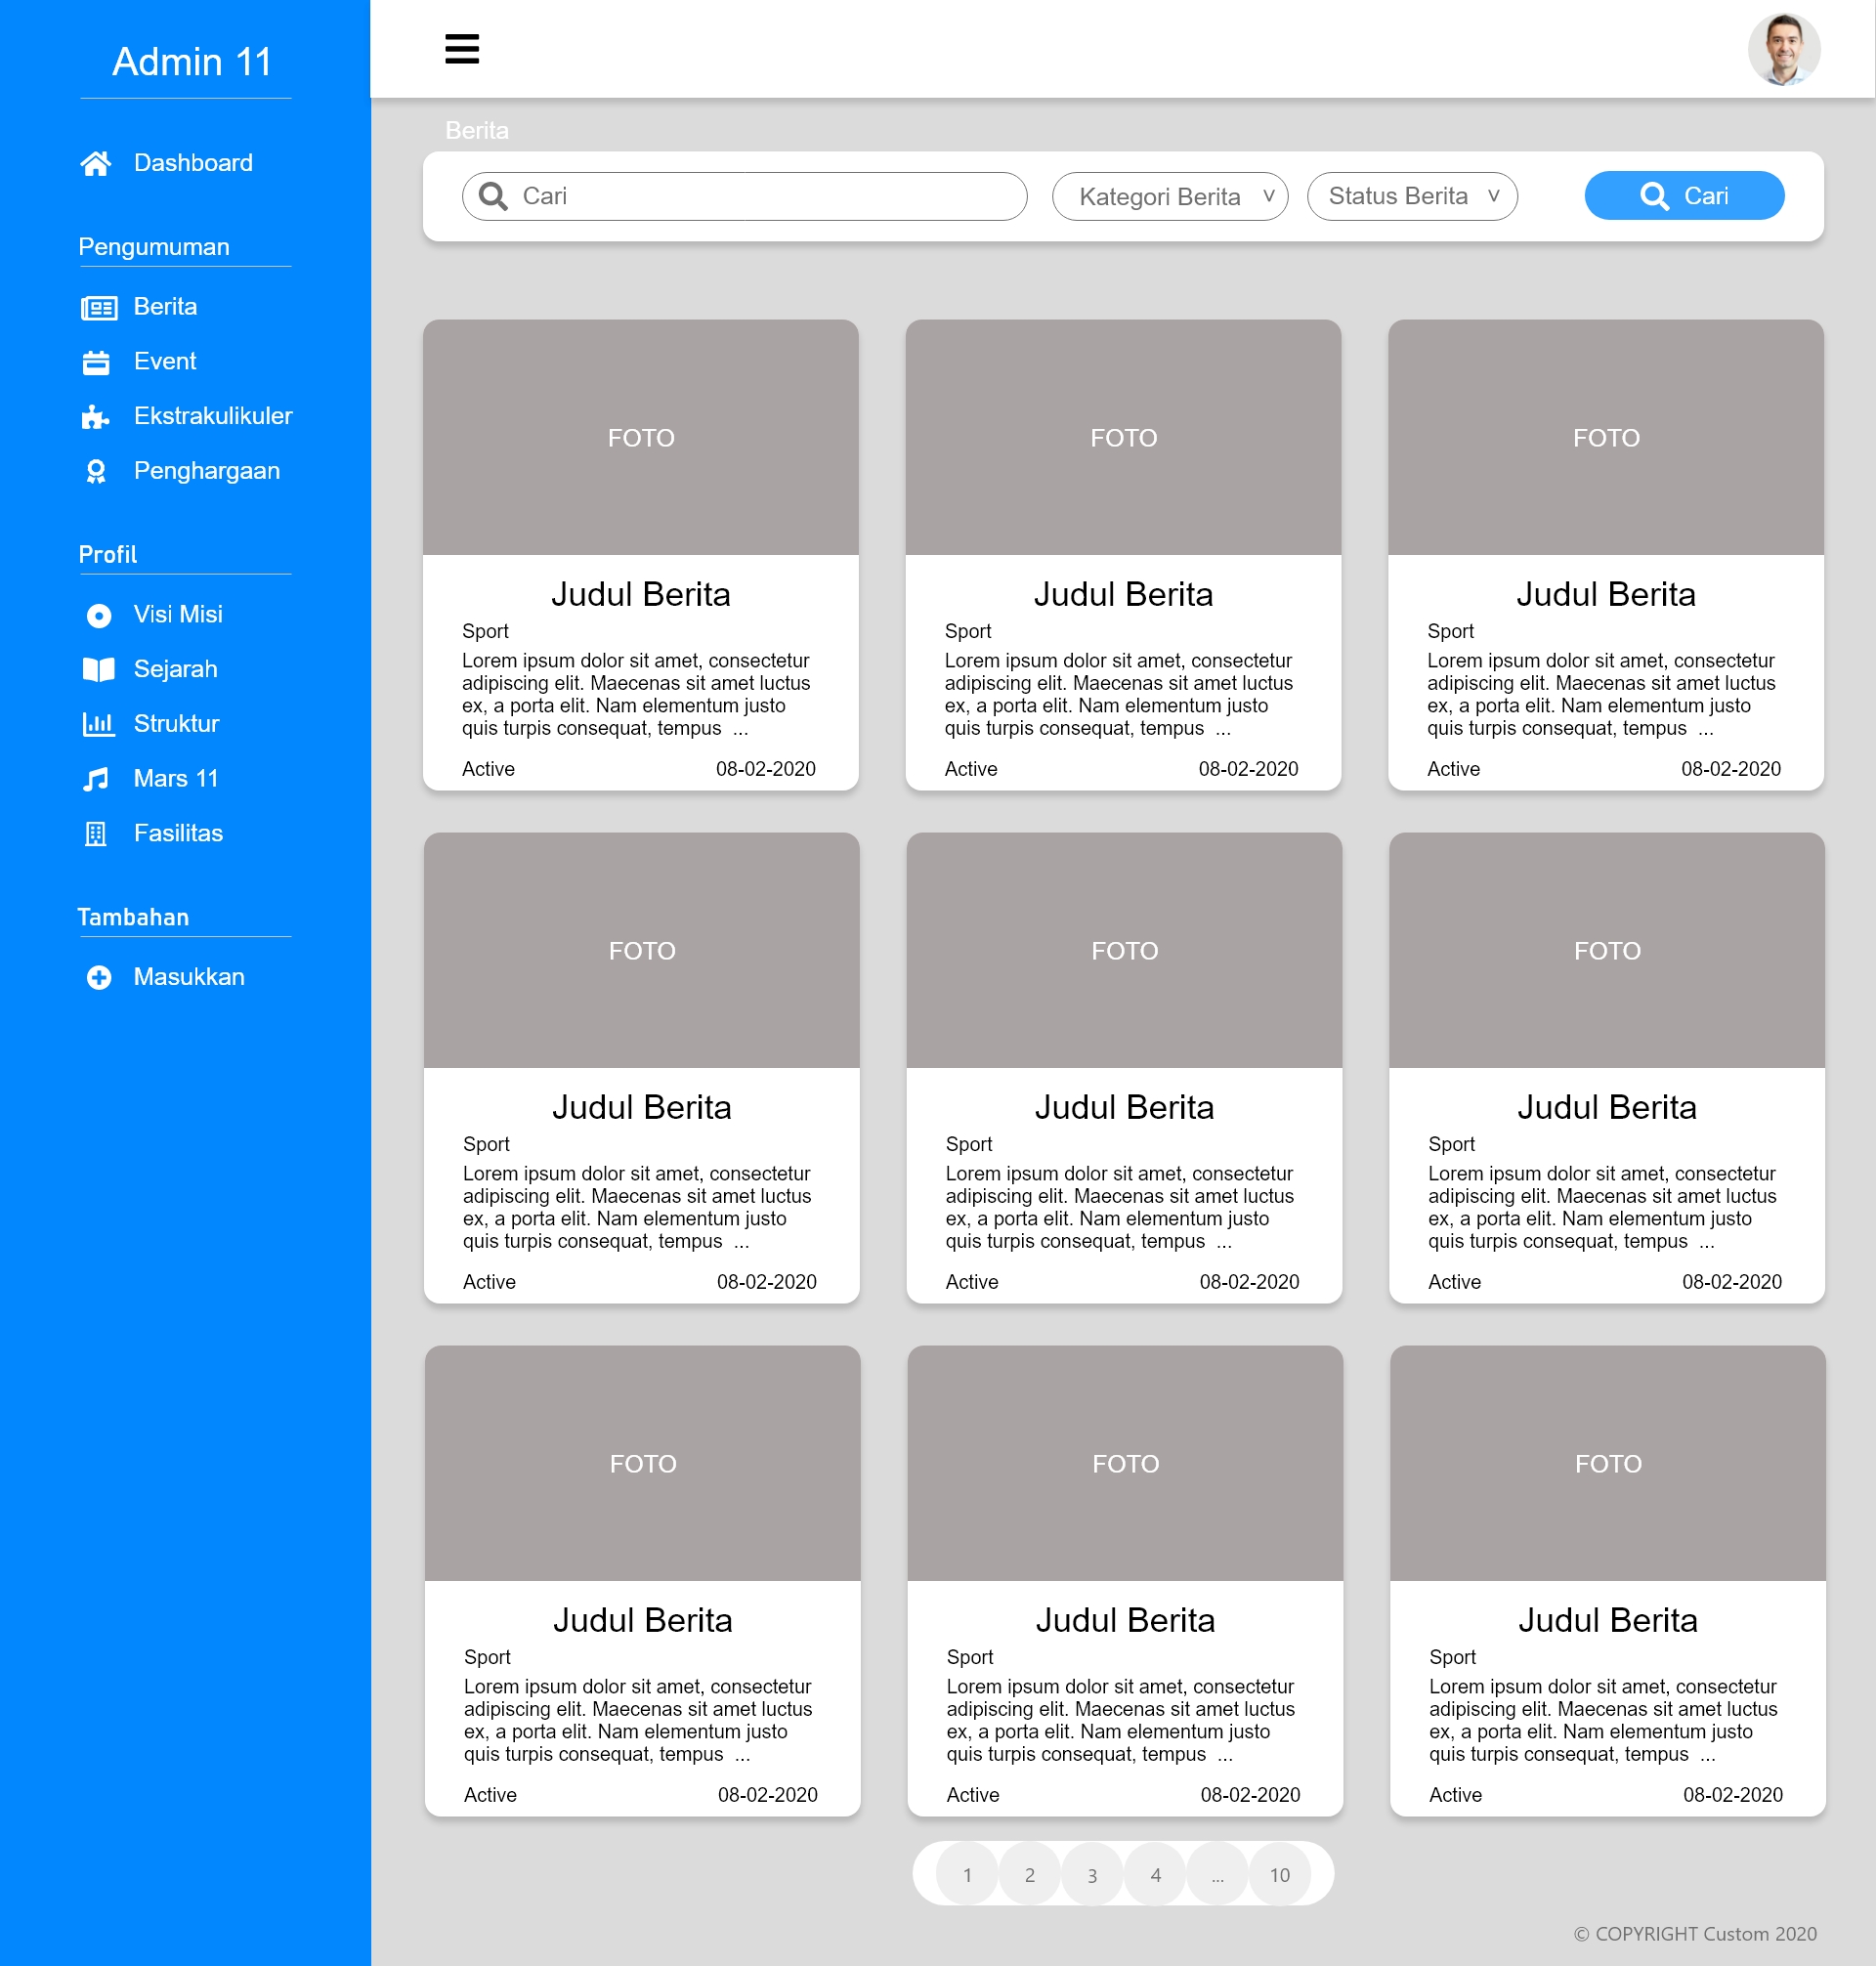 Admin 11
Dashboard
Pengumuman
Berita
Event
Ekstrakulikuler
Penghargaan
Profil
Visi Misi
Sejarah
Struktur
Mars 11
Fasilitas
Tambahan
Masukkan
Berita
Cari Kategori Berita Status Berita Cari
FOTO FOTO FOTO
Judul Berita
Sport
Lorem ipsum dolor sit amet, consectetur
adipiscing elit. Maecenas sit amet luctus
ex, a porta elit. Nam elementum justo
quis turpis consequat, tempus ...
Active 08-02-2020
Judul Berita
Sport
Lorem ipsum dolor sit amet, consectetur
adipiscing elit. Maecenas sit amet luctus
ex, a porta elit. Nam elementum justo
quis turpis consequat, tempus ...
Active 08-02-2020
Judul Berita
Sport
Lorem ipsum dolor sit amet, consectetur
adipiscing elit. Maecenas sit amet luctus
ex, a porta elit. Nam elementum justo
quis turpis consequat, tempus ...
Active 08-02-2020
FOTO FOTO FOTO
Judul Berita
Sport
Lorem ipsum dolor sit amet, consectetur
adipiscing elit. Maecenas sit amet luctus
ex, a porta elit. Nam elementum justo
quis turpis consequat, tempus ...
Active 08-02-2020
Judul Berita
Sport
Lorem ipsum dolor sit amet, consectetur
adipiscing elit. Maecenas sit amet luctus
ex, a porta elit. Nam elementum justo
quis turpis consequat, tempus ...
Active 08-02-2020
Judul Berita
Sport
Lorem ipsum dolor sit amet, consectetur
adipiscing elit. Maecenas sit amet luctus
ex, a porta elit. Nam elementum justo
quis turpis consequat, tempus ...
Active 08-02-2020
FOTO FOTO FOTO
Judul Berita
Sport
Lorem ipsum dolor sit amet, consectetur
adipiscing elit. Maecenas sit amet luctus
ex, a porta elit. Nam elementum justo
quis turpis consequat, tempus ...
Active 08-02-2020
Judul Berita
Sport
Lorem ipsum dolor sit amet, consectetur
adipiscing elit. Maecenas sit amet luctus
ex, a porta elit. Nam elementum justo
quis turpis consequat, tempus ...
Active 08-02-2020
Judul Berita
Sport
Lorem ipsum dolor sit amet, consectetur
adipiscing elit. Maecenas sit amet luctus
ex, a porta elit. Nam elementum justo
quis turpis consequat, tempus ...
Active 08-02-2020
1 2 3 4 ... 10
© COPYRIGHT Custom 2020